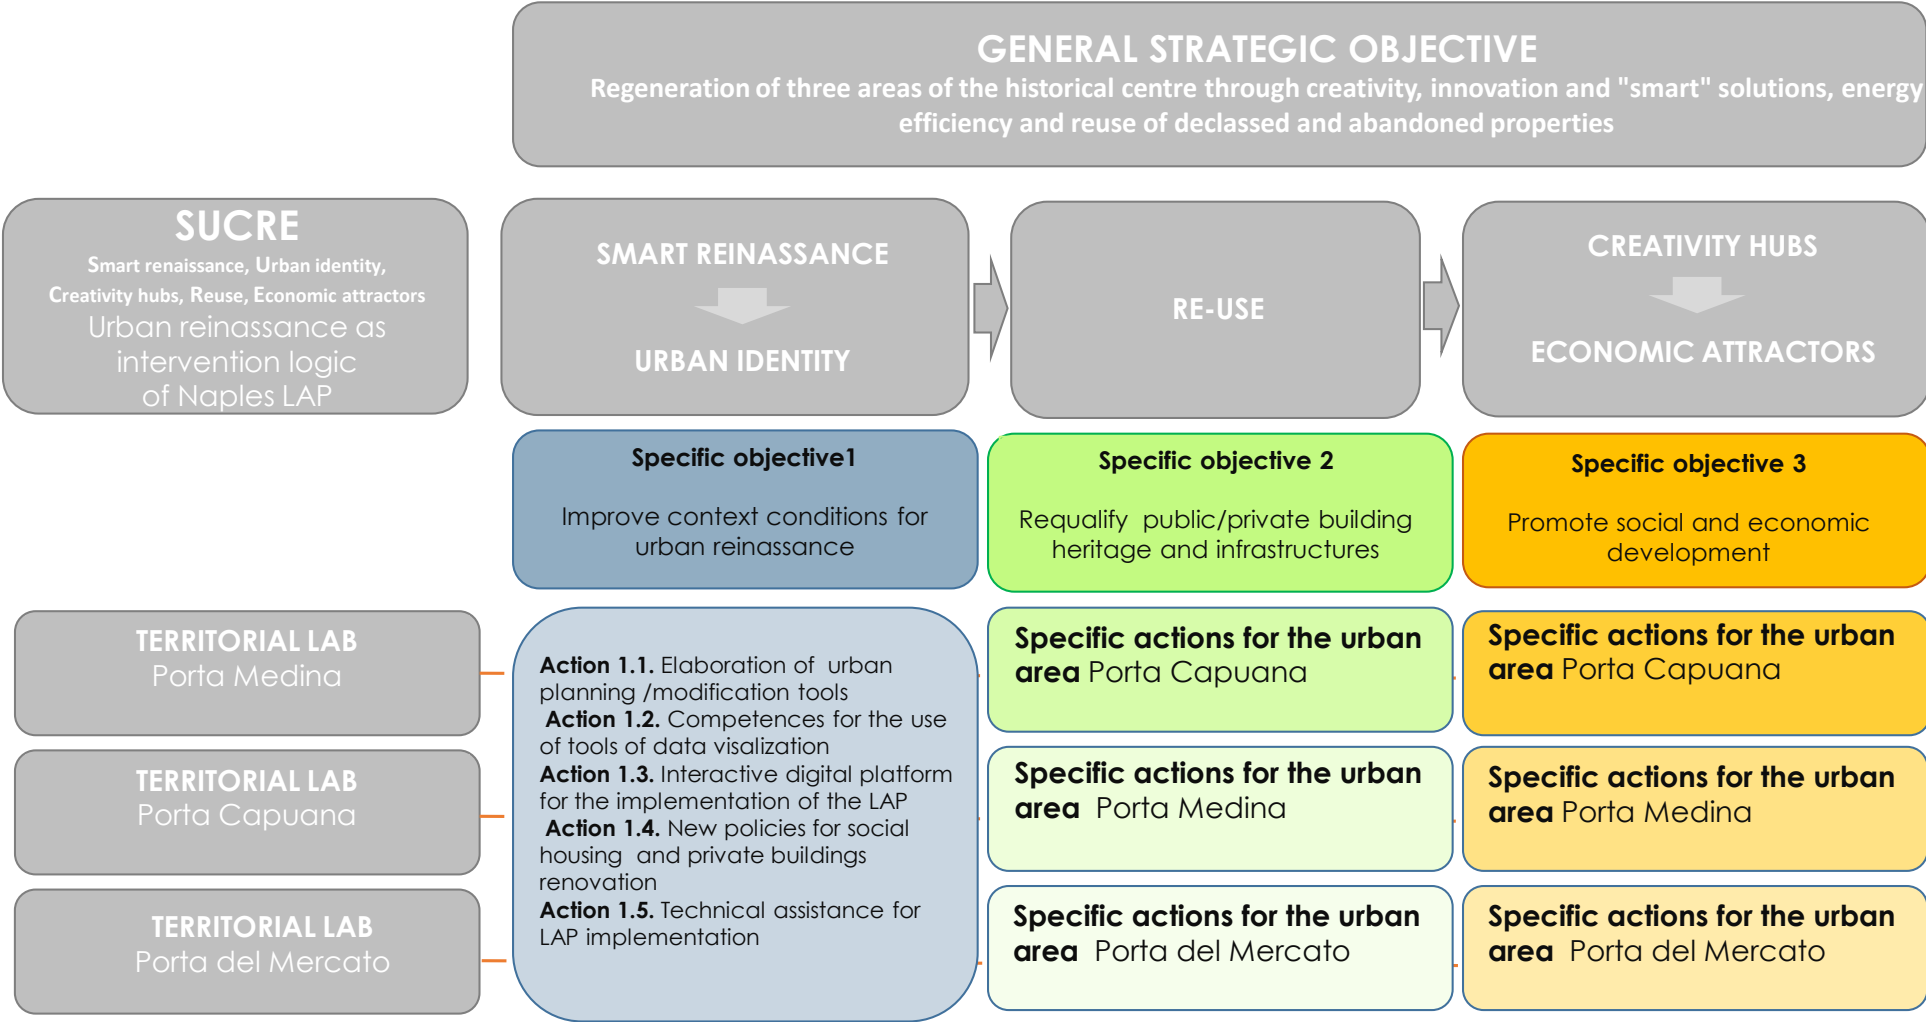 GENERAL STRATEGIC OBJECTIVE
Regeneration of three areas of the historical centre through creativity, innovation and "smart" solutions, energy
efficiency and reuse of declassed and abandoned properties
SUCRE
Smart renaissance, Urban identity,
Creativity hubs, Reuse, Economic attractors
Urban reinassance as
intervention logic
of Naples LAP
SMART REINASSANCE
URBAN IDENTITY
RE-USE
CREATIVITY HUBS
ECONOMIC ATTRACTORS
Specific objective1
Improve context conditions for
urban reinassance
Specific objective 2
Requalify public/private building
heritage and infrastructures
Specific objective 3
Promote social and economic
development
TERRITORIAL LAB
Porta Medina
TERRITORIAL LAB
Porta Capuana
TERRITORIAL LAB
Porta del Mercato
Action 1.1. Elaboration of urban
planning /modification tools
Action 1.2. Competences for the use
of tools of data visalization
Action 1.3. Interactive digital platform
for the implementation of the LAP
Action 1.4. New policies for social
housing and private buildings
renovation
Action 1.5. Technical assistance for
LAP implementation
Specific actions for the urban
area Porta Capuana
Specific actions for the urban
area Porta Medina
Specific actions for the urban
area Porta del Mercato
Specific actions for the urban
area Porta Capuana
Specific actions for the urban
area Porta Medina
Specific actions for the urban
area Porta del Mercato